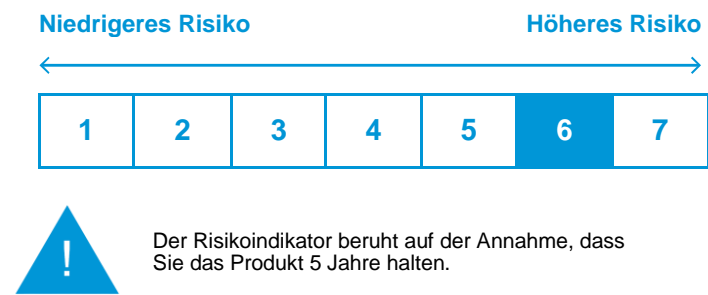 Niedrigeres Risiko Höheres Risiko
1 2 3 4 5 6 7
!
Der Risikoindikator beruht auf der Annahme, dass
Sie das Produkt 5 Jahre halten.